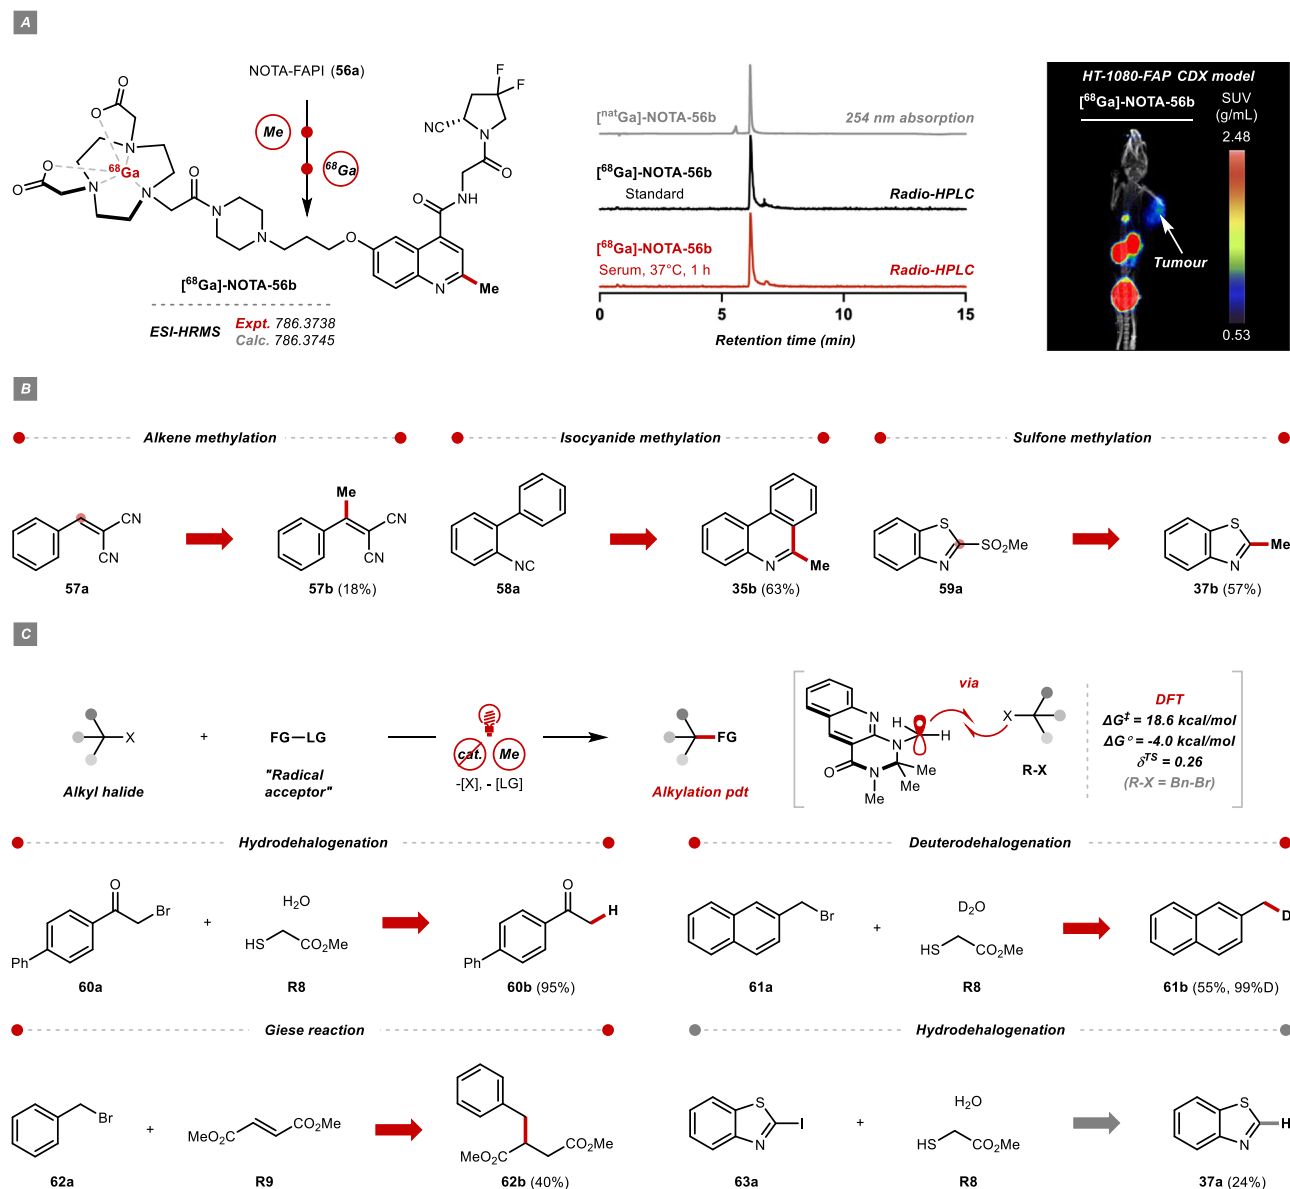 A
NOTA-FAPI (56a)
Me
68Ga
O
O
O
O
68Ga
N
N
N
O
N
N
O
F
F
NC
N
O
NH
O
N
Me
[68Ga]-NOTA-56b
ESI-HRMS
Expt. 786.3738
Calc. 786.3745
[natGa]-NOTA-56b
254 nm absorption
[68Ga]-NOTA-56b
Standard
Radio-HPLC
[68Ga]-NOTA-56b
Serum, 37°C, 1 h
Radio-HPLC
0 5 10 15
Retention time (min)
HT-1080-FAP CDX model
[68Ga]-NOTA-56b
SUV
(g/mL)
2.48
Tumour
0.53
B
Alkene methylation
Isocyanide methylation
Sulfone methylation
CN
CN
57a
Me
CN
CN
57b (18%)
NC
58a
N
Me
35b (63%)
S
N
SO2Me
59a
S
N
Me
37b (57%)
C
X
Alkyl halide
+
FG—LG
"Radical
acceptor"
cat.
Me
-[X], - [LG]
FG
Alkylation pdt
N
N
H
H
O
N
Me
Me
Me
via
X
R-X
DFT
ΔG‡ = 18.6 kcal/mol
ΔG° = -4.0 kcal/mol
δTS = 0.26
(R-X = Bn-Br)
Hydrodehalogenation
Deuterodehalogenation
O
Br
Ph
60a
+
H2O
HS
CO2Me
R8
O
H
Ph
60b (95%)
Br
61a
+
D2O
HS
CO2Me
R8
D
61b (55%, 99%D)
Giese reaction
Hydrodehalogenation
Br
62a
+
MeO2C
CO2Me
R9
MeO2C
CO2Me
62b (40%)
S
N
I
63a
+
H2O
HS
CO2Me
R8
S
N
H
37a (24%)